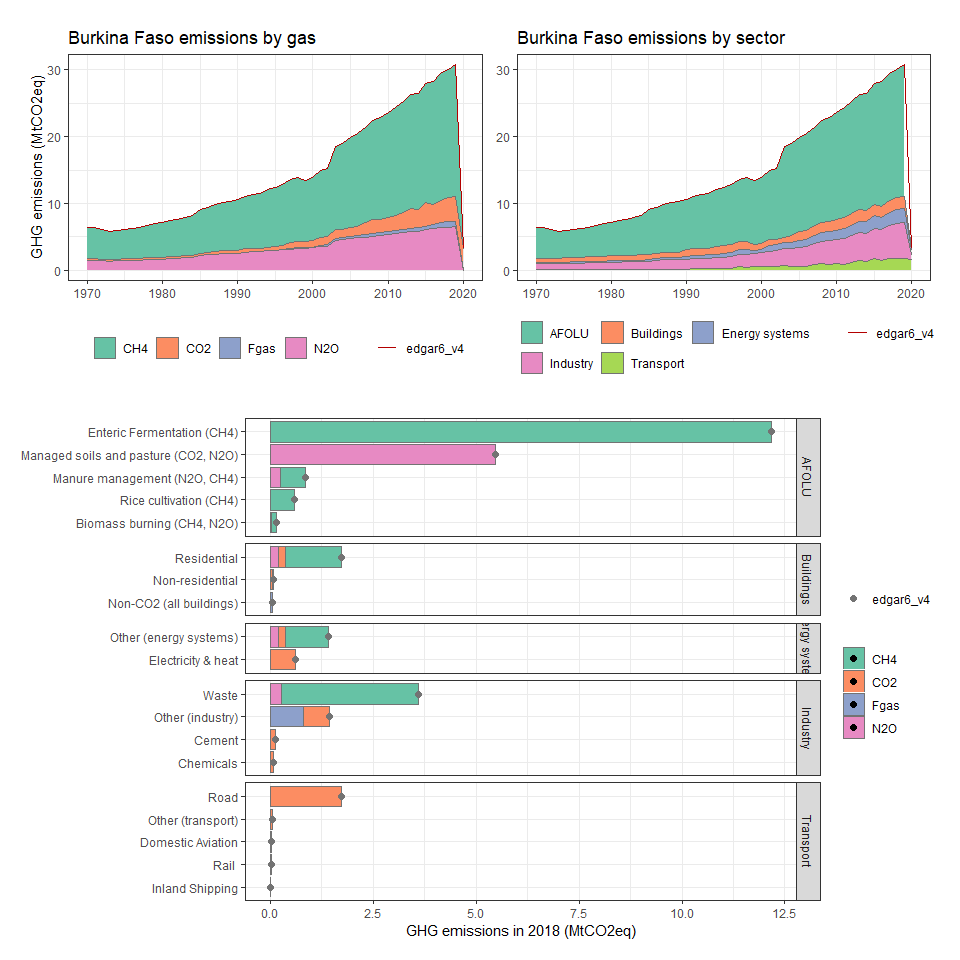 Burkina Faso emissions by gas
GHG emissions (MtCO2eq)
30
20
10
0
1970
1980
1990
2000
2010
2020
CH4
CO2
Fgas
N2O
edgar6_v4
Burkina Faso emissions by sector
30
20
10
0
1970
1980
1990
2000
2010
2020
AFOLU
Buildings
Energy systems
edgar6_v4
Industry
Transport
Enteric Fermentation (CH4)
Managed soils and pasture (CO2, N2O)
Manure management (N2O, CH4)
Rice cultivation (CH4)
Biomass burning (CH4, N2O)
AFOLU
Residential
Non-residential
Non-CO2 (all buildings)
Buildings
Other (energy systems)
Electricity & heat
ergy syste
Waste
Other (industry)
Cement
Chemicals
Industry
Road
Other (transport)
Domestic Aviation
Rail
Inland Shipping
Transport
0.0
2.5
5.0
7.5
10.0
12.5
GHG emissions in 2018 (MtCO2eq)
edgar6_v4
CH4
CO2
Fgas
N2O